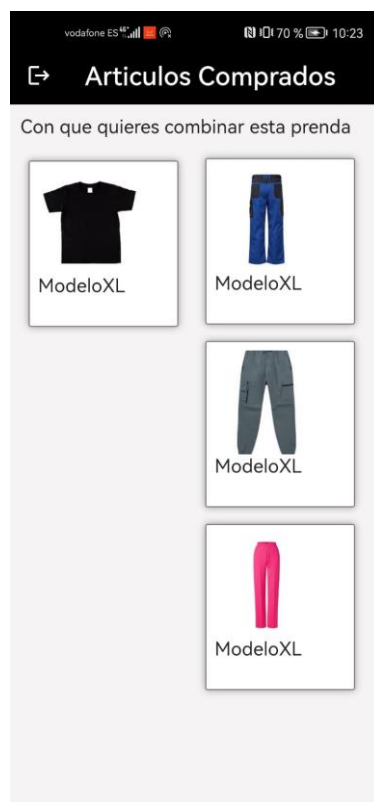 vodafone ES 70 % 10:23
Articulos Comprados
Con que quieres combinar esta prenda
ModeloXL
ModeloXL
ModeloXL
ModeloXL